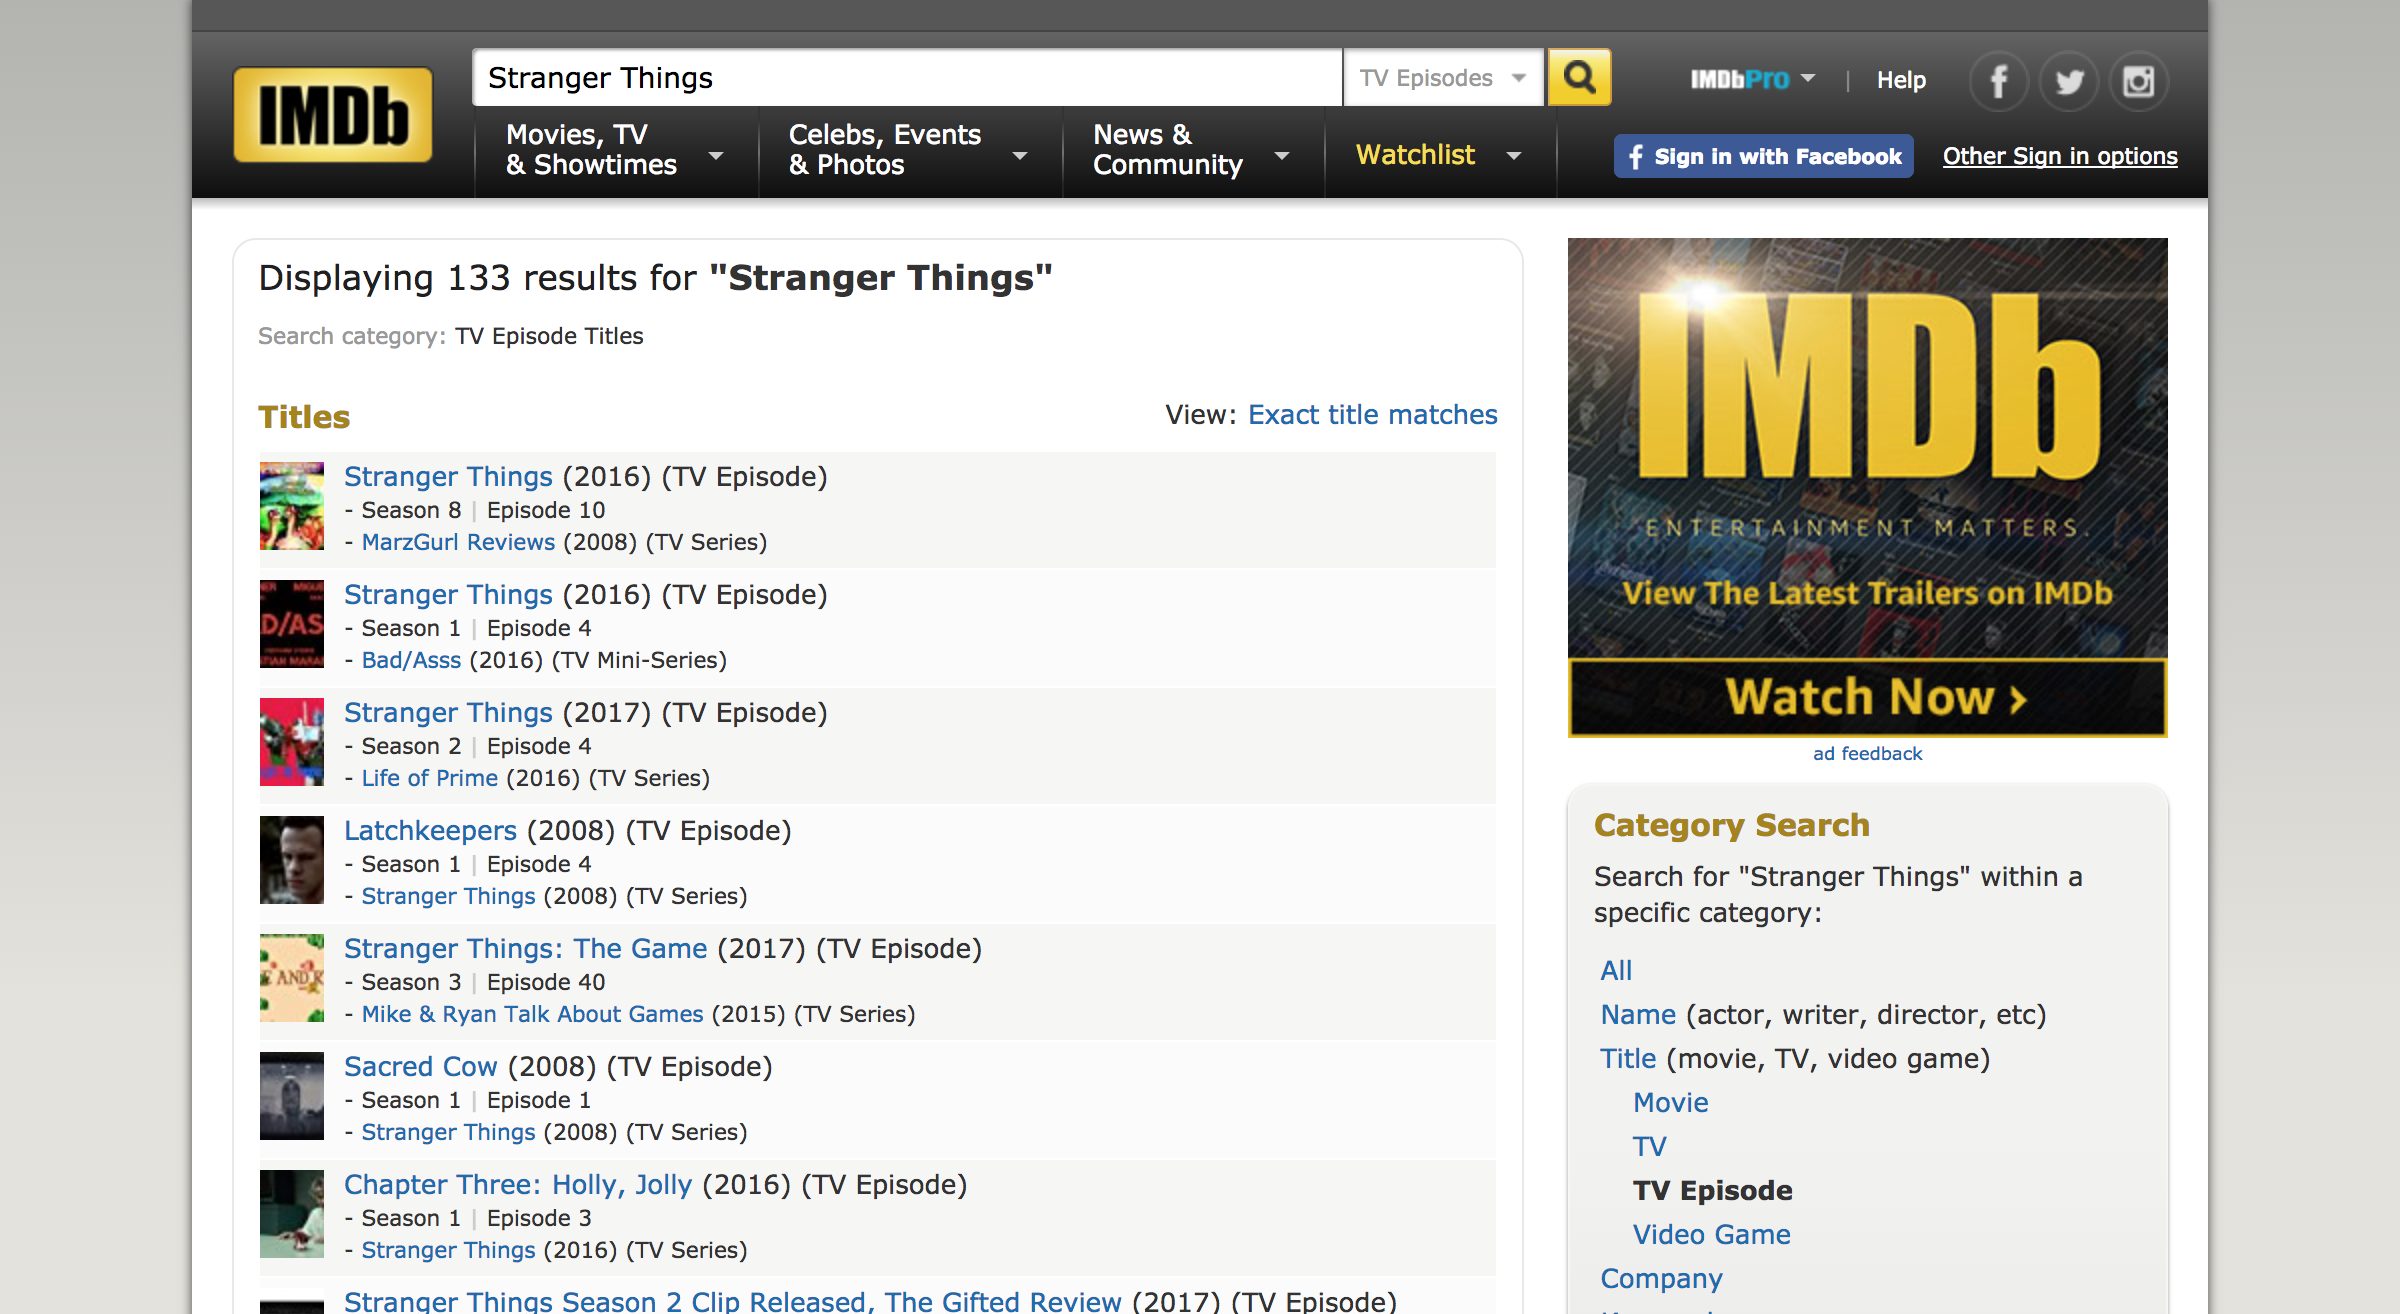 Stranger Things
TV Episodes
IMDbPro
|
Help
IMDb
Movies, TV
& Showtimes
Celebs, Events
& Photos
News &
Community
Watchlist
f Sign in with Facebook
Other Sign in options
Displaying 133 results for "Stranger Things"
Search category: TV Episode Titles
Titles
View: Exact title matches
Stranger Things (2016) (TV Episode)
- Season 8 | Episode 10
- MarzGurl Reviews (2008) (TV Series)
D/AS
Stranger Things (2016) (TV Episode)
- Season 1 | Episode 4
- Bad/Asss (2016) (TV Mini-Series)
Stranger Things (2017) (TV Episode)
- Season 2 | Episode 4
- Life of Prime (2016) (TV Series)
Latchkeepers (2008) (TV Episode)
- Season 1 | Episode 4
- Stranger Things (2008) (TV Series)
E AND R
Stranger Things: The Game (2017) (TV Episode)
- Season 3 | Episode 40
- Mike & Ryan Talk About Games (2015) (TV Series)
Sacred Cow (2008) (TV Episode)
- Season 1 | Episode 1
- Stranger Things (2008) (TV Series)
Chapter Three: Holly, Jolly (2016) (TV Episode)
- Season 1 | Episode 3
- Stranger Things (2016) (TV Series)
Stranger Things Season 2 Clip Released, The Gifted Review (2017) (TV Episode)
IMDb
ENTERTAINMENT MATTERS.
View The Latest Trailers on IMDb
Watch Now ›
ad feedback
Category Search
Search for "Stranger Things" within a
specific category:
All
Name (actor, writer, director, etc)
Title (movie, TV, video game)
Movie
TV
TV Episode
Video Game
Company